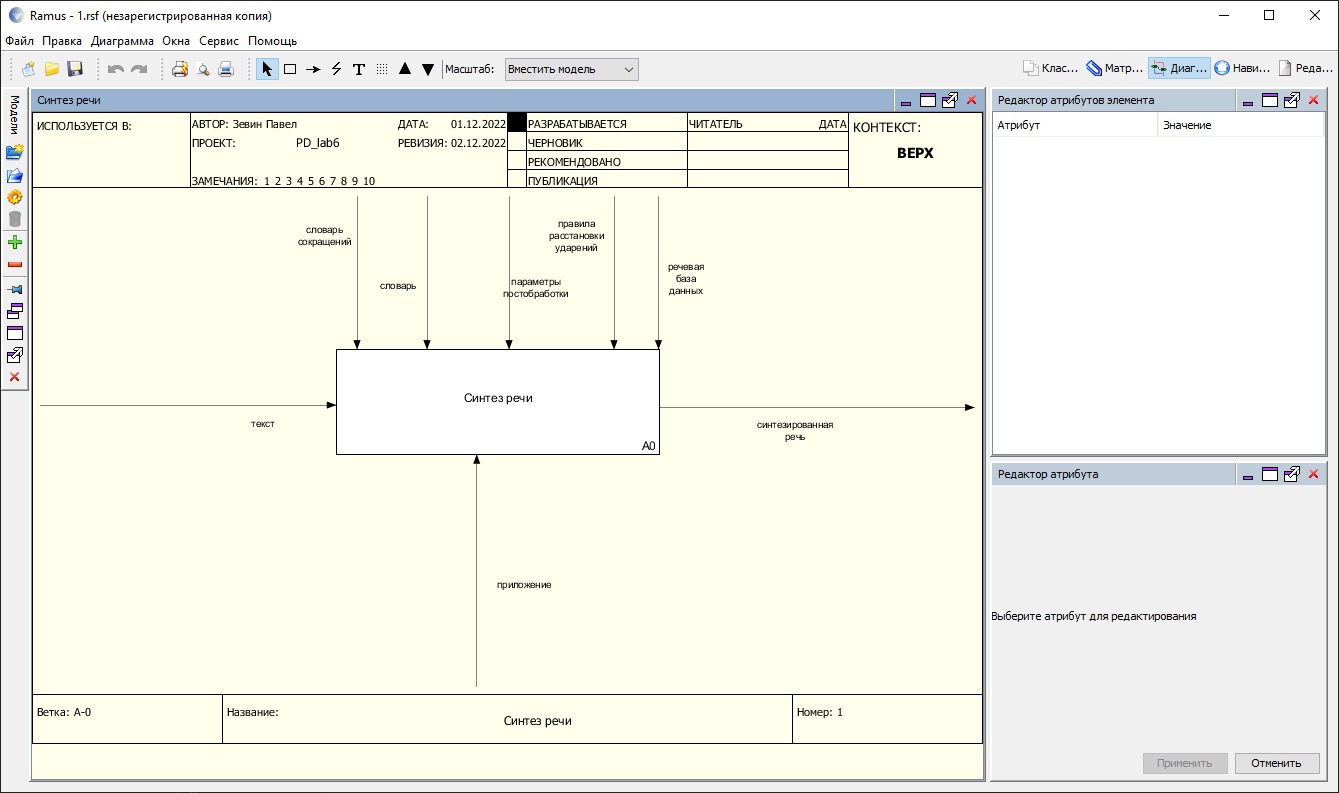 Ramus - 1.rsf (незарегистрированная копия)
Файл Правка Диаграмма Окна Сервис Помощь
Масштаб: Вместить модель Клас... Матр... Диаг... Нави... Реда...
Модели
Синтез речи
ИСПОЛЬЗУЕТСЯ В:
АВТОР: Зевин Павел ДАТА: 01.12.2022
ПРОЕКТ: PD_lab6 РЕВИЗИЯ: 02.12.2022
ЗАМЕЧАНИЯ: 1 2 3 4 5 6 7 8 9 10
РАЗРАБАТЫВАЕТСЯ
ЧЕРНОВИК
РЕКОМЕНДОВАНО
ПУБЛИКАЦИЯ
ЧИТАТЕЛЬ ДАТА
КОНТЕКСТ:
ВЕРХ
словарь
сокращений
словарь
параметры
постобработки
правила
расстановки
ударений
речевая
база
данных
Синтез речи
A0
текст
синтезированная
речь
приложение
Ветка: A-0
Название:
Синтез речи
Номер: 1
Редактор атрибутов элемента
Атрибут Значение
Редактор атрибута
Выберите атрибут для редактирования
Применить Отменить